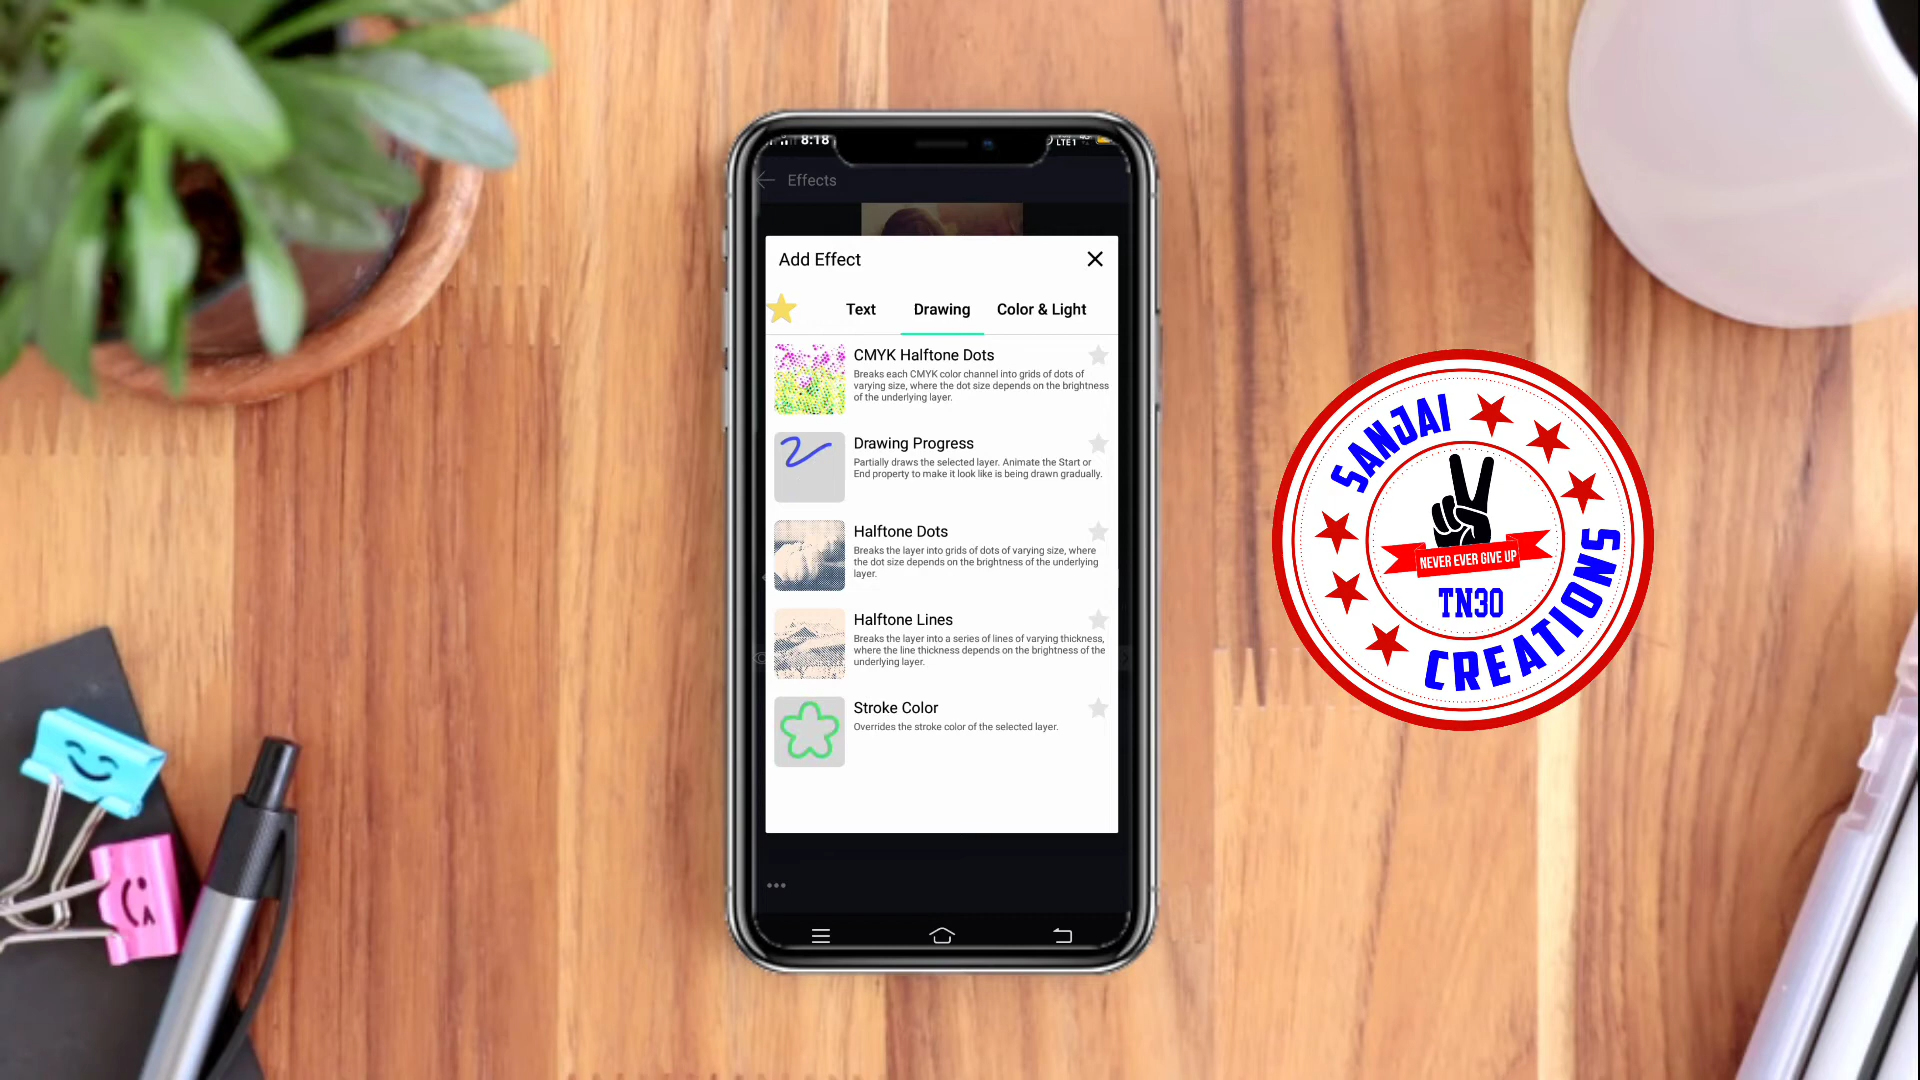 8:18
LTE1
Effects
Add Effect
Text
Drawing
Color & Light
CMYK Halftone Dots
Breaks each CMYK color channel into grids of dots of
varying size, where the dot size depends on the brightness
of the underlying layer.
Drawing Progress
Partially draws the selected layer. Animate the Start or
End property to make it look like is being drawn gradually.
Halftone Dots
Breaks the layer into grids of dots of varying size, where
the dot size depends on the brightness of the underlying
layer.
Halftone Lines
Breaks the layer into a series of lines of varying thickness,
where the line thickness depends on the brightness of the
underlying layer.
Stroke Color
Overrides the stroke color of the selected layer.
SANJAI
NEVER EVER GIVE UP
TN30
CREATIONS